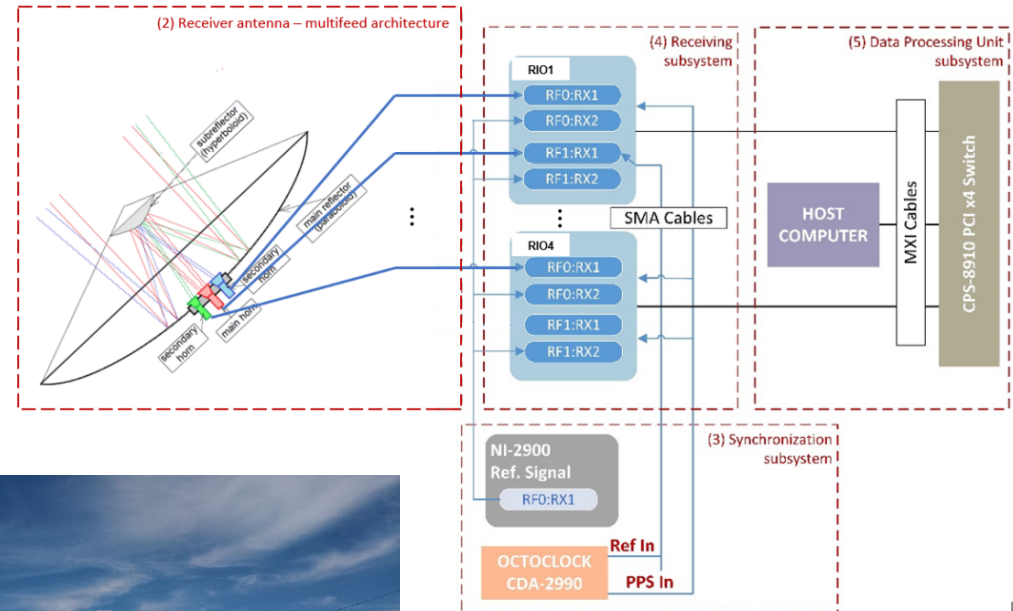 (2) Receiver antenna – multifeed architecture
subreflector
(hyperboloid)
main reflector
(paraboloid)
secondary
horn
main horn
secondary
horn
...
(4) Receiving
subsystem
RIO1
RF0:RX1
RF0:RX2
RF1:RX1
RF1:RX2
...
SMA Cables
RIO4
RF0:RX1
RF0:RX2
RF1:RX1
RF1:RX2
(5) Data Processing Unit
subsystem
HOST
COMPUTER
MXI Cables
CPS-8910 PCI x4 Switch
(3) Synchronization
subsystem
NI-2900
Ref. Signal
RF0:RX1
OCTOCLOCK
CDA-2990
Ref In
PPS In